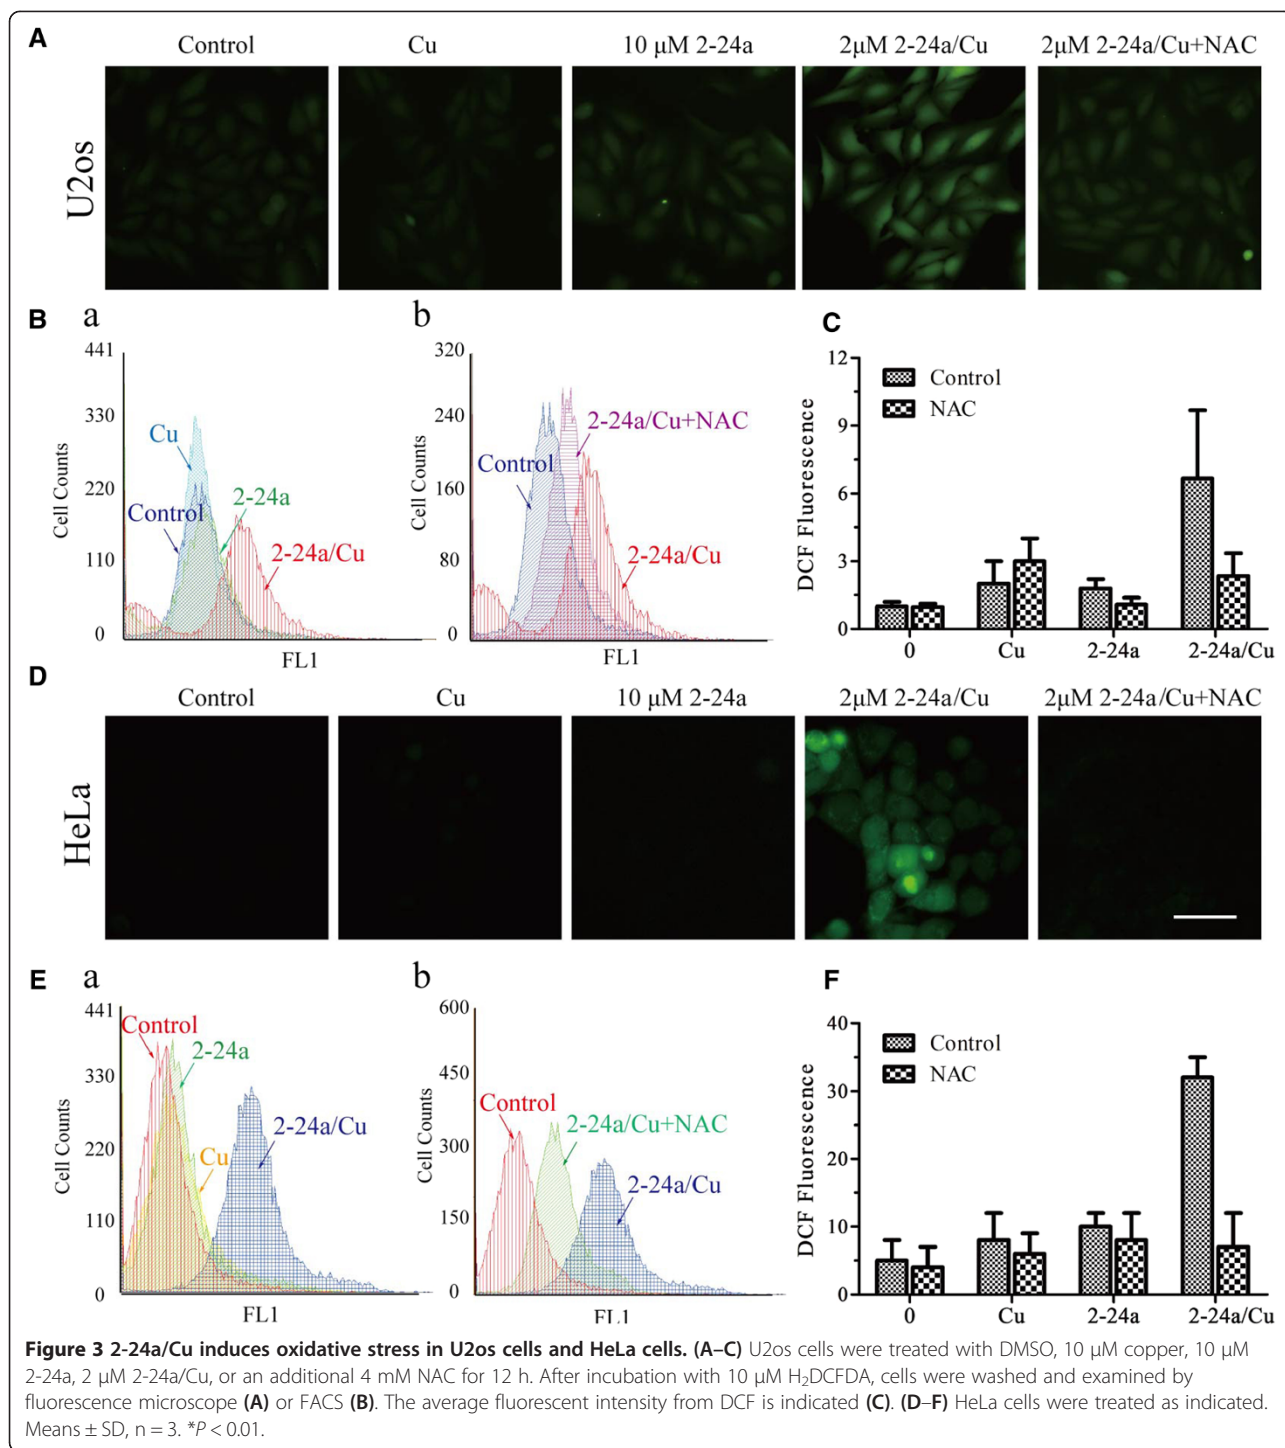 A
Control
Cu
10 μM 2-24a
2μM 2-24a/Cu
2μM 2-24a/Cu+NAC
U2os
B
a
441
330
220
110
0
Cell Counts
Cu
Control
2-24a
2-24a/Cu
FL1
b
320
240
160
80
0
Cell Counts
2-24a/Cu+NAC
Control
2-24a/Cu
FL1
C
12
9
6
3
0
DCF Fluorescence
Control
NAC
0
Cu
2-24a
2-24a/Cu
D
Control
Cu
10 μM 2-24a
2μM 2-24a/Cu
2μM 2-24a/Cu+NAC
HeLa
E
a
441
330
220
110
0
Cell Counts
Control
2-24a
2-24a/Cu
Cu
FL1
b
600
450
300
150
0
Cell Counts
Control
2-24a/Cu+NAC
2-24a/Cu
FL1
F
40
30
20
10
0
DCF Fluorescence
Control
NAC
0
Cu
2-24a
2-24a/Cu
Figure 3 2-24a/Cu induces oxidative stress in U2os cells and HeLa cells. (A–C) U2os cells were treated with DMSO, 10 μM copper, 10 μM
2-24a, 2 μM 2-24a/Cu, or an additional 4 mM NAC for 12 h. After incubation with 10 μM H₂DCFDA, cells were washed and examined by
fluorescence microscope (A) or FACS (B). The average fluorescent intensity from DCF is indicated (C). (D–F) HeLa cells were treated as indicated.
Means ± SD, n = 3. *P < 0.01.